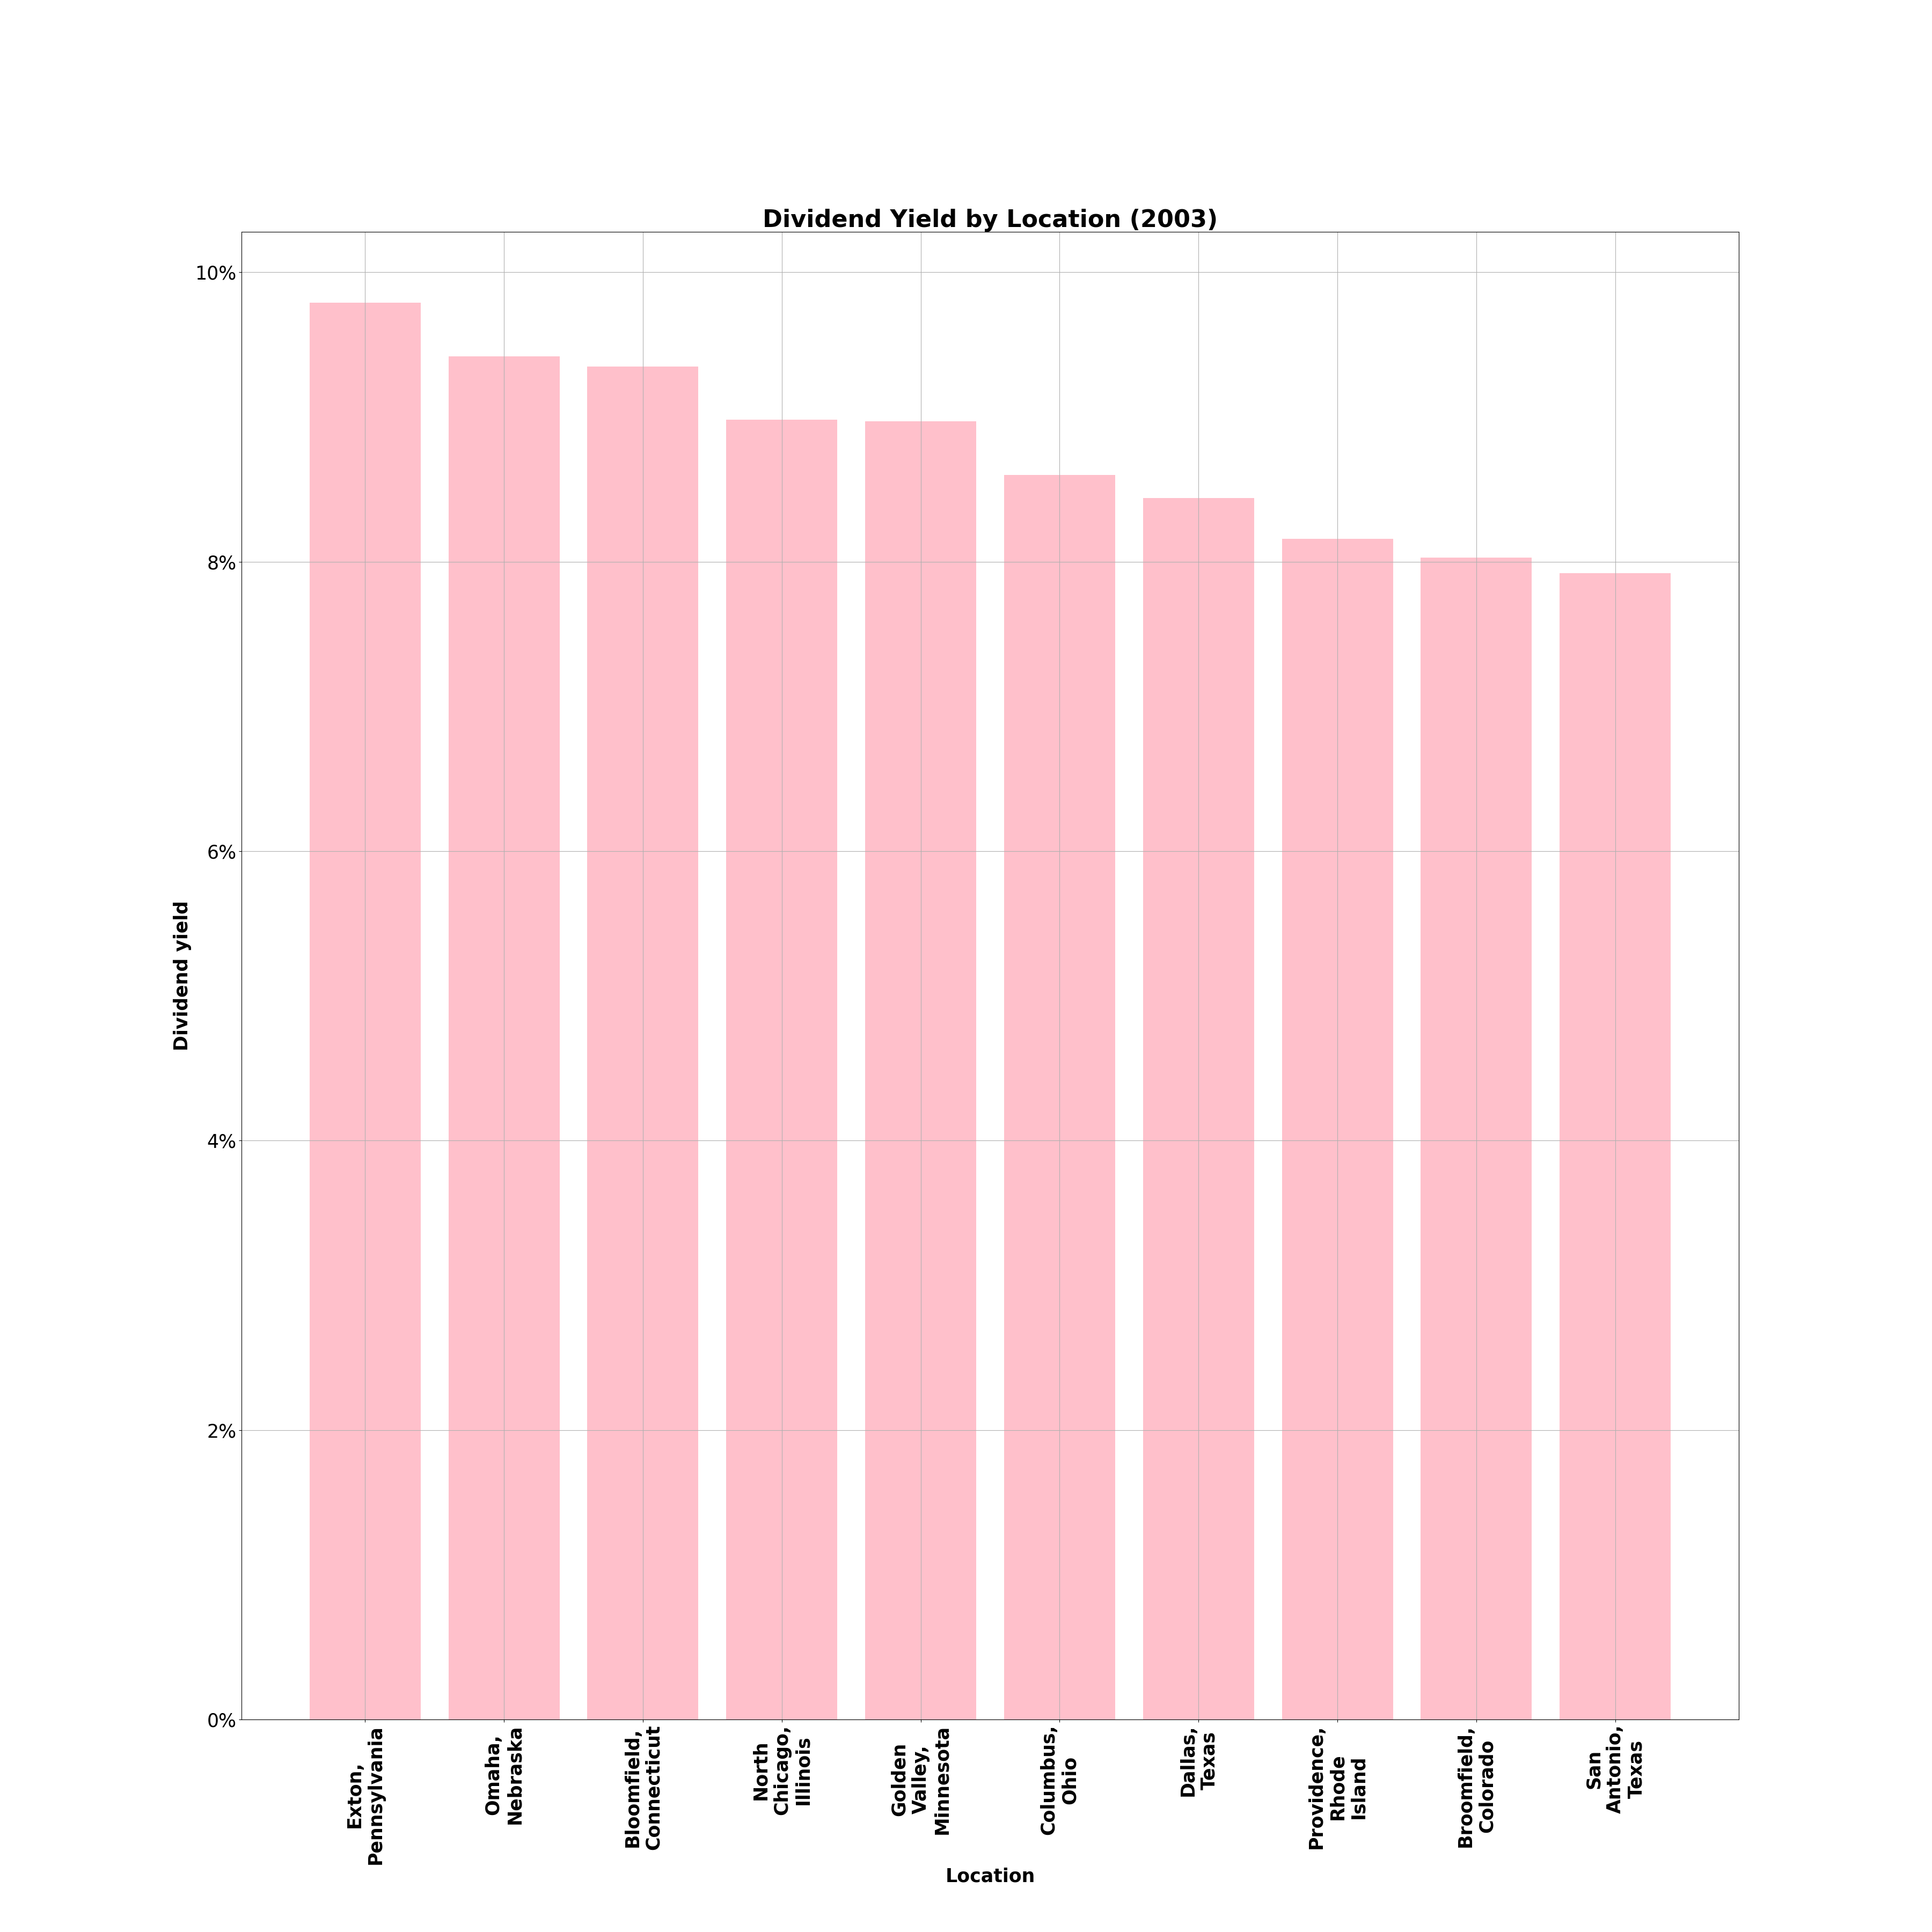 Dividend Yield by Location (2003)
10%
8%
6%
4%
2%
0%
Dividend yield
Exton,
Pennsylvania
Omaha,
Nebraska
Bloomfield,
Connecticut
North
Chicago,
Illinois
Golden
Valley,
Minnesota
Columbus,
Ohio
Dallas,
Texas
Providence,
Rhode
Island
Broomfield,
Colorado
San
Antonio,
Texas
Location